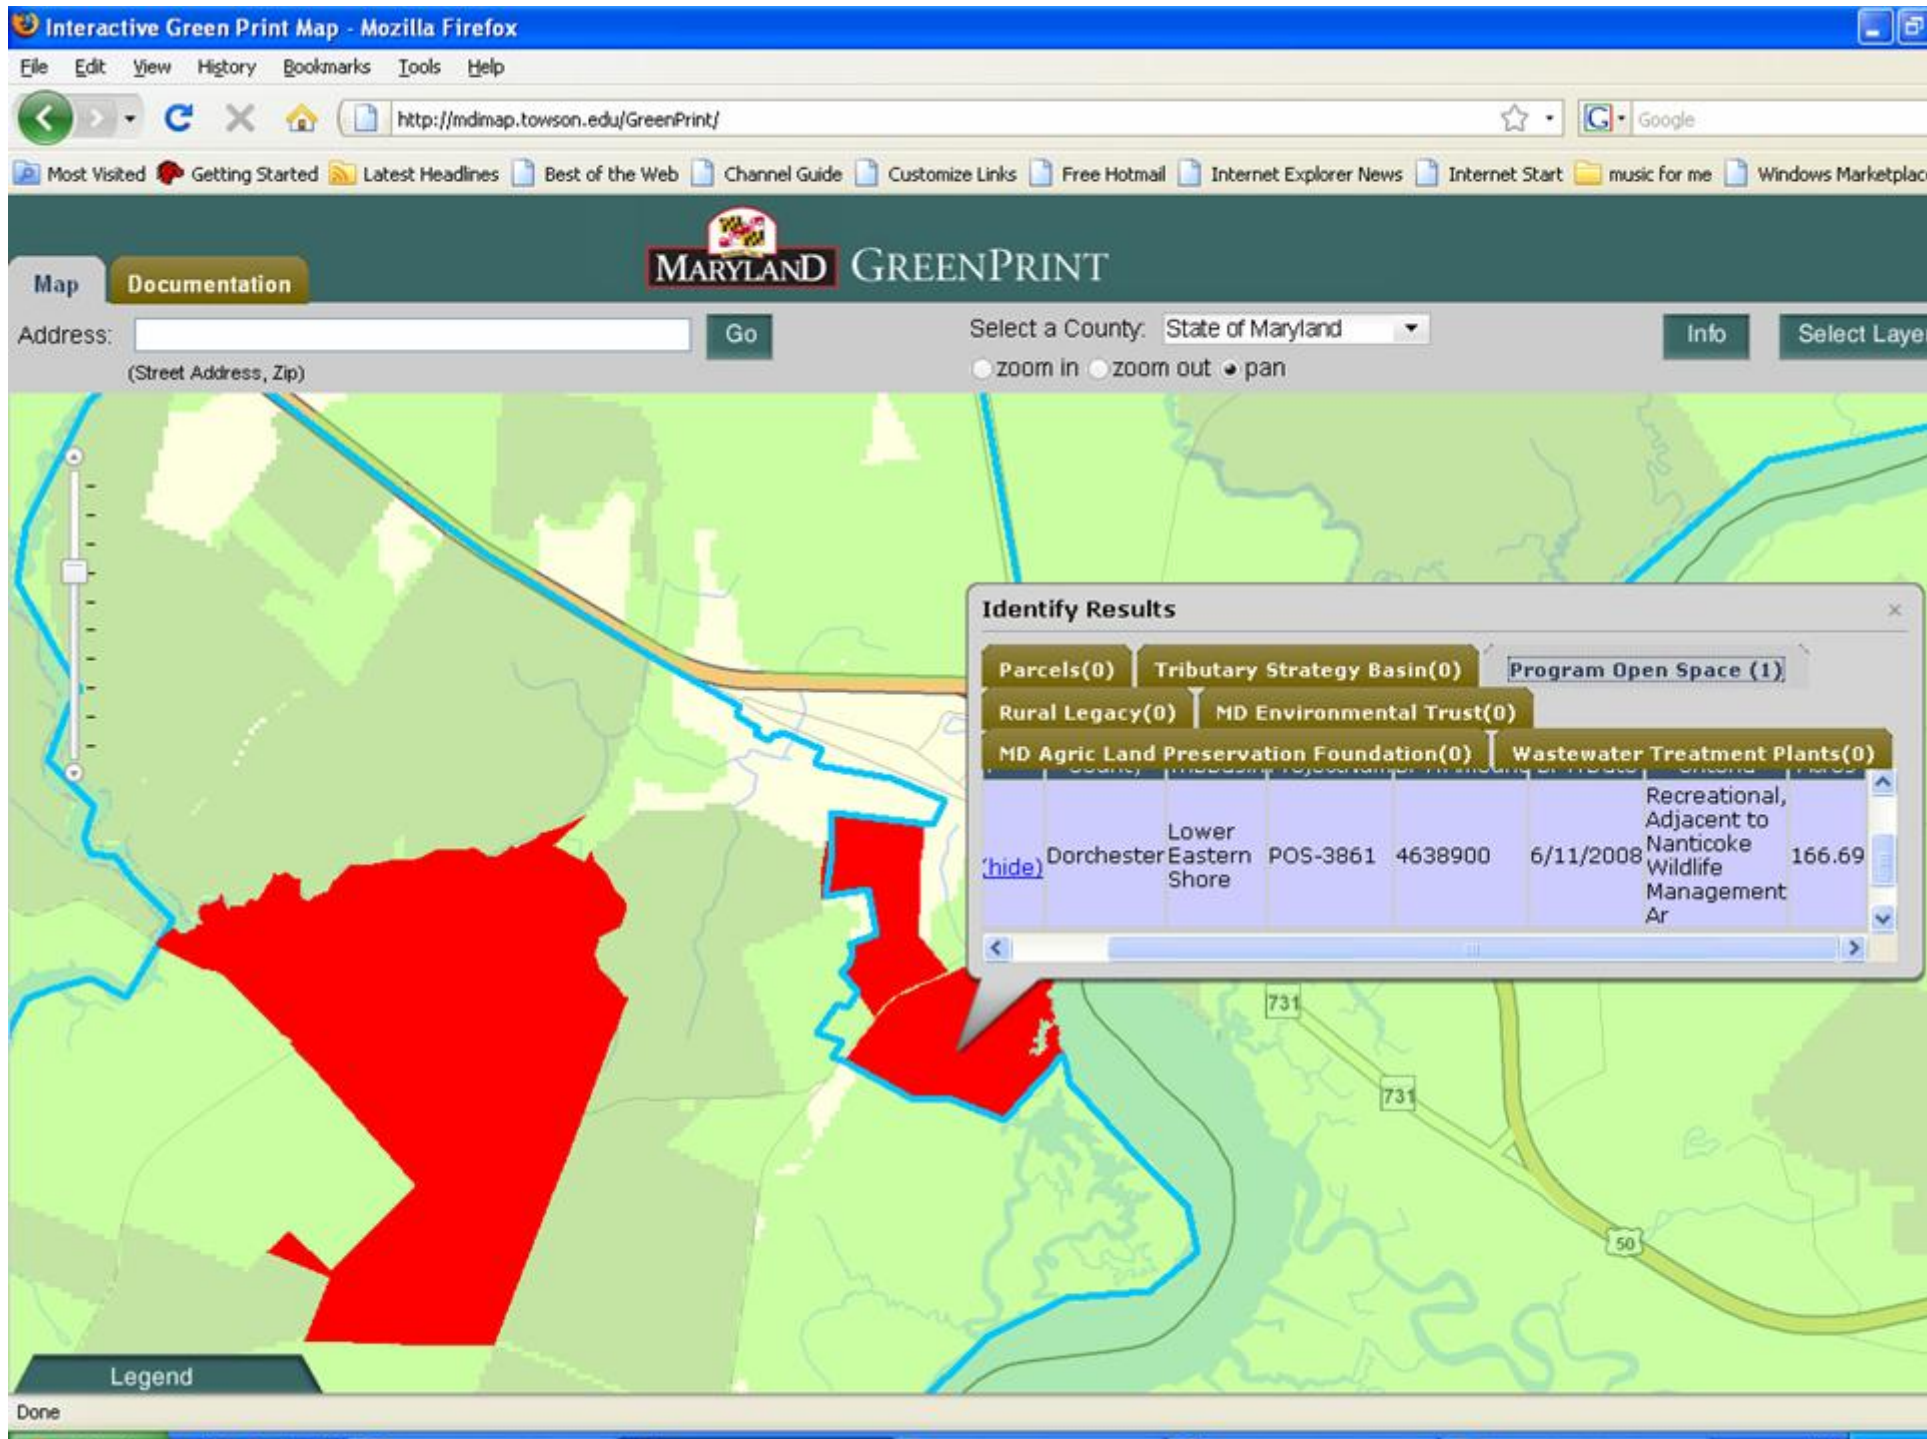 Interactive Green Print Map - Mozilla Firefox
File Edit View History Bookmarks Tools Help
http://mdimap.towson.edu/GreenPrint/
G Google
Most Visited Getting Started Latest Headlines Best of the Web Channel Guide Customize Links Free Hotmail Internet Explorer News Internet Start music for me Windows Marketplac
MARYLAND GREENPRINT
Map Documentation
Address: Go
(Street Address, Zip)
Select a County: State of Maryland
zoom in zoom out pan
Info Select Laye
Identify Results
Parcels(0) Tributary Strategy Basin(0) Program Open Space (1)
Rural Legacy(0) MD Environmental Trust(0)
MD Agric Land Preservation Foundation(0) Wastewater Treatment Plants(0)
(hide) Dorchester
Lower
Eastern
Shore
POS-3861 4638900 6/11/2008
Recreational,
Adjacent to
Nanticoke
Wildlife
Management
Ar
166.69
731
731
50
Legend
Done